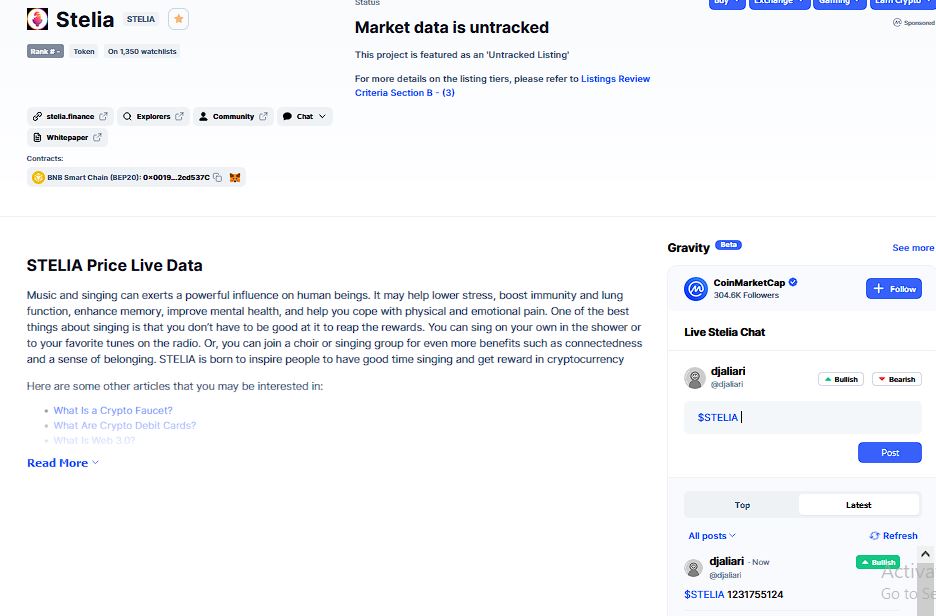 Stelia STELIA
Rank # - Token On 1,350 watchlists
stelia.finance Explorers Community Chat
Whitepaper
Contracts:
BNB Smart Chain (BEP20): 0x0019...2ed537C
Status
Market data is untracked
This project is featured as an 'Untracked Listing'
For more details on the listing tiers, please refer to Listings Review
Criteria Section B - (3)
Buy Exchange Gaming Earn Crypto
Sponsored
STELIA Price Live Data
Music and singing can exerts a powerful influence on human beings. It may help lower stress, boost immunity and lung
function, enhance memory, improve mental health, and help you cope with physical and emotional pain. One of the best
things about singing is that you don't have to be good at it to reap the rewards. You can sing on your own in the shower or
to your favorite tunes on the radio. Or, you can join a choir or singing group for even more benefits such as connectedness
and a sense of belonging. STELIA is born to inspire people to have good time singing and get reward in cryptocurrency
Here are some other articles that you may be interested in:
What Is a Crypto Faucet?
What Are Crypto Debit Cards?
What Is Web 3.0?
Read More
Gravity Beta See more
CoinMarketCap
304.6K Followers
+ Follow
Live Stelia Chat
djaliari
@djaliari
Bullish Bearish
$STELIA
Post
Top Latest
All posts Refresh
djaliari · Now Bullish
@djaliari
$STELIA 1231755124
Activa
Go to Se